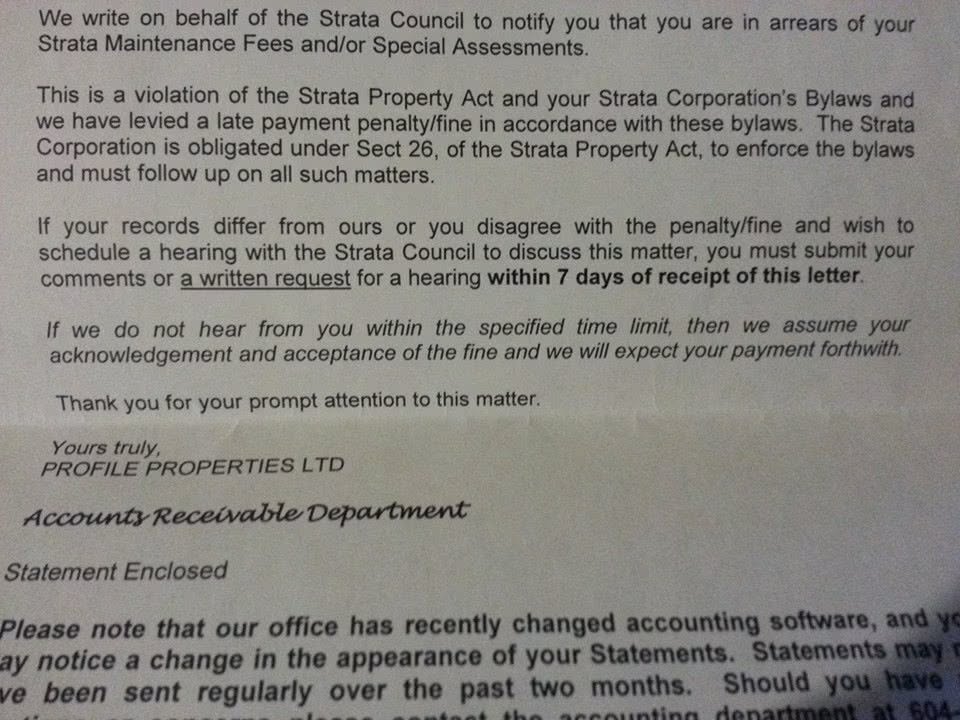 We write on behalf of the Strata Council to notify you that you are in arrears of your
Strata Maintenance Fees and/or Special Assessments.
This is a violation of the Strata Property Act and your Strata Corporation's Bylaws and
we have levied a late payment penalty/fine in accordance with these bylaws. The Strata
Corporation is obligated under Sect 26, of the Strata Property Act, to enforce the bylaws
and must follow up on all such matters.
If your records differ from ours or you disagree with the penalty/fine and wish to
schedule a hearing with the Strata Council to discuss this matter, you must submit your
comments or a written request for a hearing within 7 days of receipt of this letter.
If we do not hear from you within the specified time limit, then we assume your
acknowledgement and acceptance of the fine and we will expect your payment forthwith.
Thank you for your prompt attention to this matter.
Yours truly,
PROFILE PROPERTIES LTD
Accounts Receivable Department
Statement Enclosed
Please note that our office has recently changed accounting software, and
notice a change in the appearance of your Statements. Statements may
been sent regularly over the past two months. Should you have
please contact the accounting department at 604-